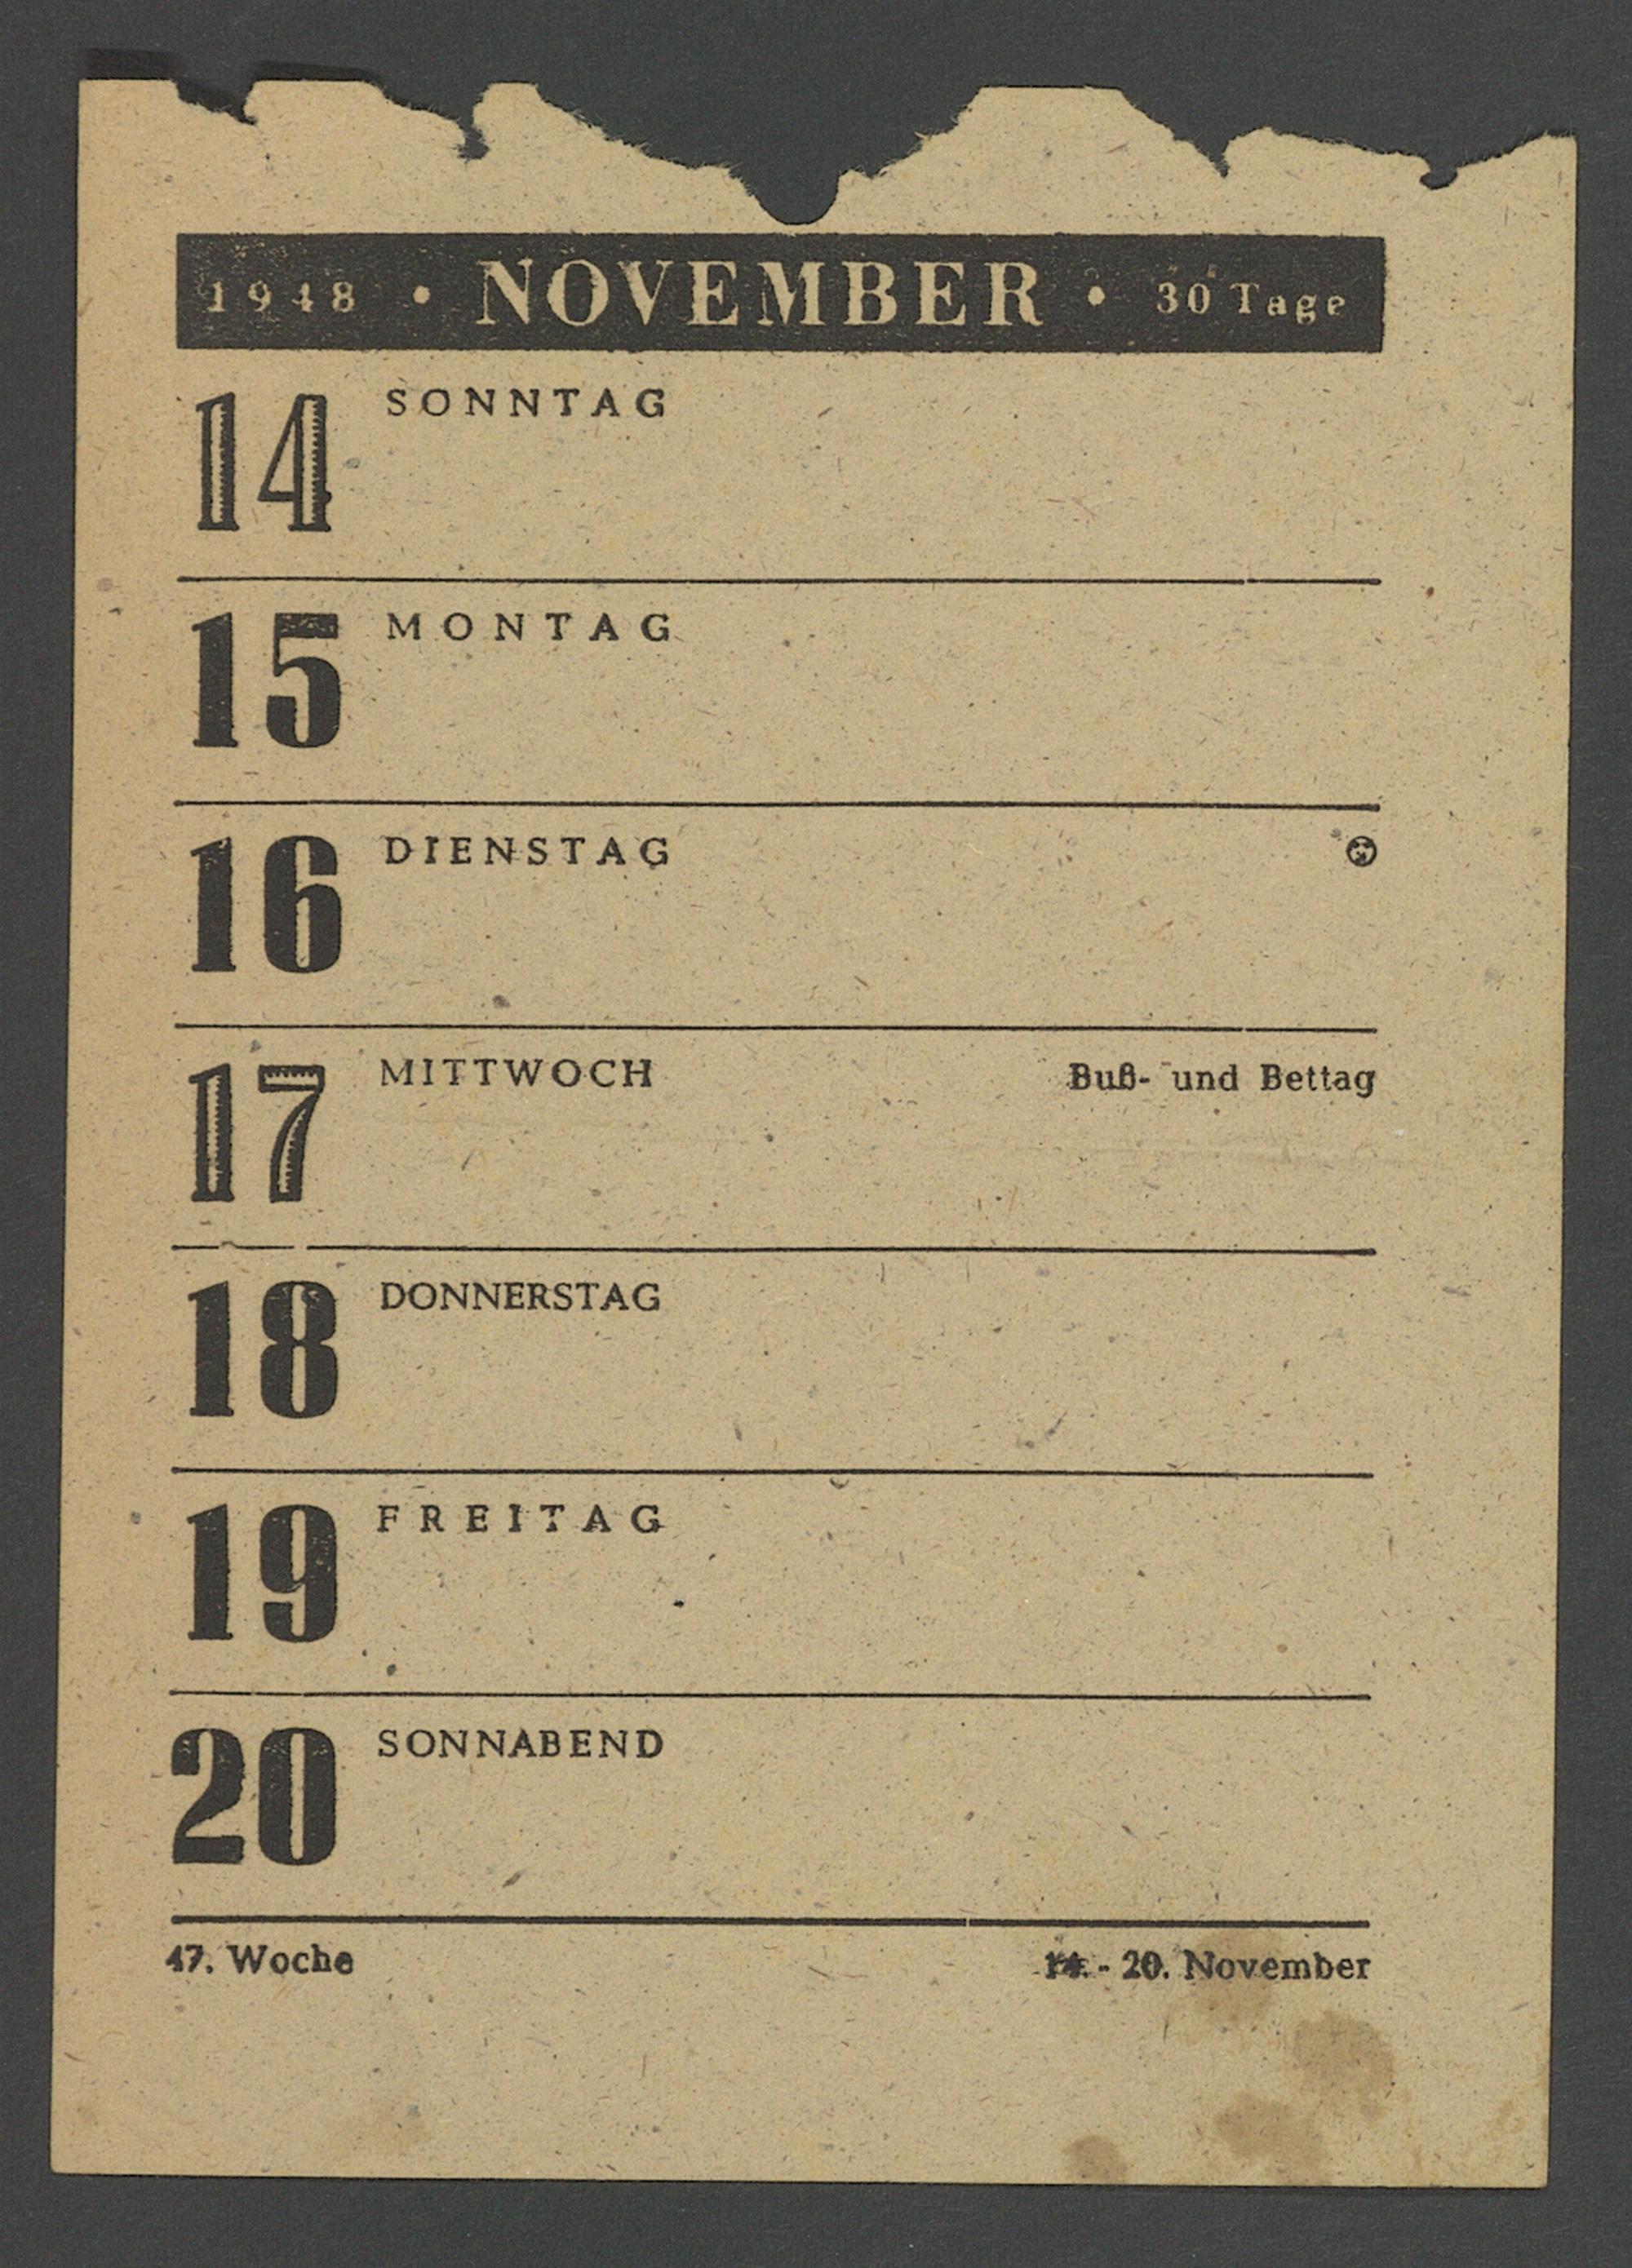 1948 • NOVEMBER • 30 Tage
14 SONNTAG
15 MONTAG
16 DIENSTAG
17 MITTWOCH Buß- und Bettag
18 DONNERSTAG
19 FREITAG
20 SONNABEND
47. Woche 14. - 20. November